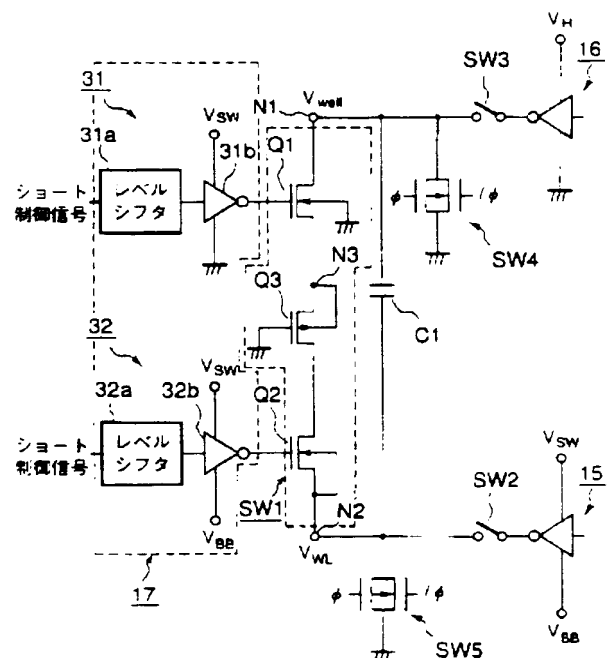 VH
31
SW3
16
VSW
N1
Vwell
31a
31b
Q1
ショート
制御信号
レベル
シフタ
φ
/φ
SW4
N3
Q3
C1
32
VSW
32a
32b
Q2
VSW
ショート
制御信号
レベル
シフタ
SW2
15
SW1
N2
VBB
VWL
17
φ
/φ
VBB
SW5